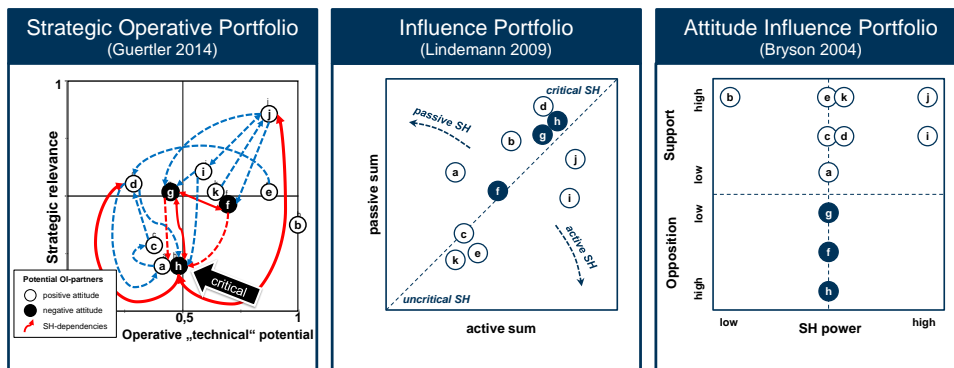 Strategic Operative Portfolio
(Guertler 2014)
1
Strategic relevance
j
i
d
g
k
e
f
b
c
a
h
critical
Potential OI-partners
positive attitude
negative attitude
SH-dependencies
0,5
1
Operative „technical“ potential
Influence Portfolio
(Lindemann 2009)
critical SH
passive SH
d
h
g
b
j
a
f
i
c
e
k
active SH
uncritical SH
passive sum
active sum
Attitude Influence Portfolio
(Bryson 2004)
Support
high
low
Opposition
low
high
b
e
k
j
c
d
i
a
g
f
h
low
high
SH power